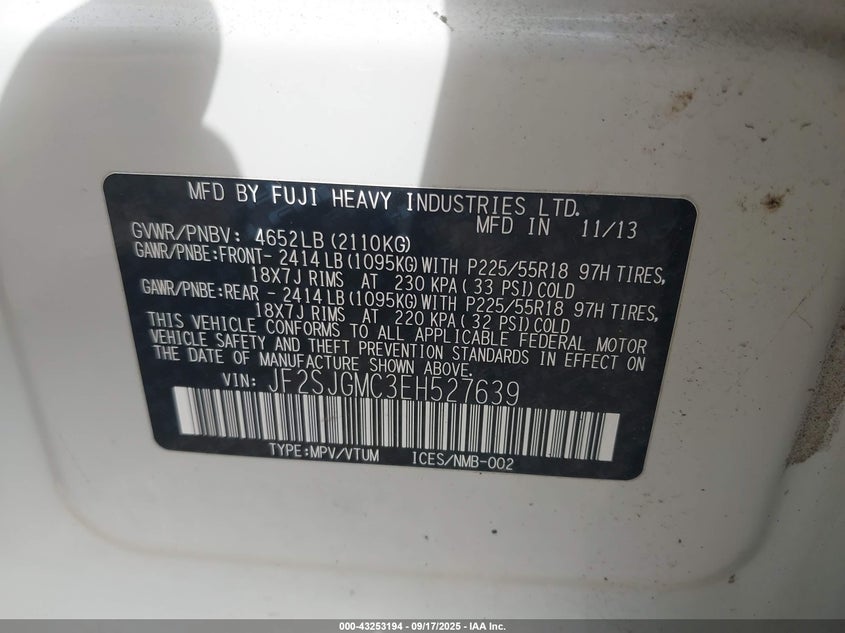 MFD BY FUJI HEAVY INDUSTRIES LTD.
MFD IN 11/13
GVWR/PNBV: 4652LB(2110KG)
GAWR/PNBE:FRONT- 2414LB(1095KG)WITH P225/55R18 97H TIRES,
18X7J RIMS AT 230 KPA( 33 PSI)COLD
GAWR/PNBE:REAR - 2414LB(1095KG)WITH P225/55R18 97H TIRES,
18X7J RIMS AT 220 KPA( 32 PSI)COLD
THIS VEHICLE CONFORMS TO ALL APPLICABLE FEDERAL MOTOR
VEHICLE SAFETY AND THEFT PREVENTION STANDARDS IN EFFECT ON
THE DATE OF MANUFACTURE SHOWN ABOVE.
VIN: JF2SJGMC3EH527639
TYPE:MPV/VTUM ICES/NMB-002
000-43253194 - 09/17/2025 - IAA Inc.